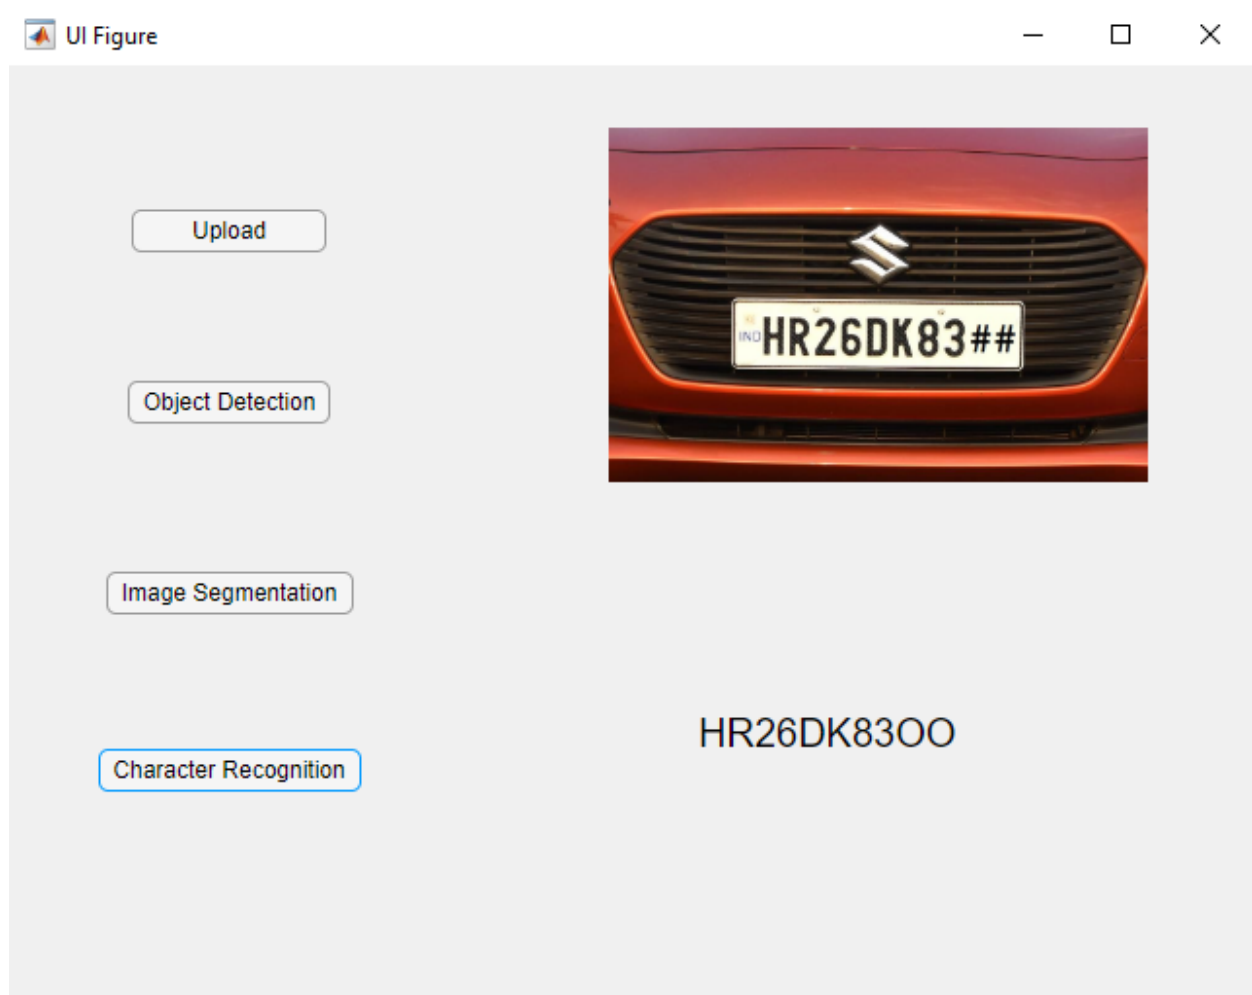 UI Figure
Upload
IND HR26DK83##
Object Detection
Image Segmentation
HR26DK83OO
Character Recognition